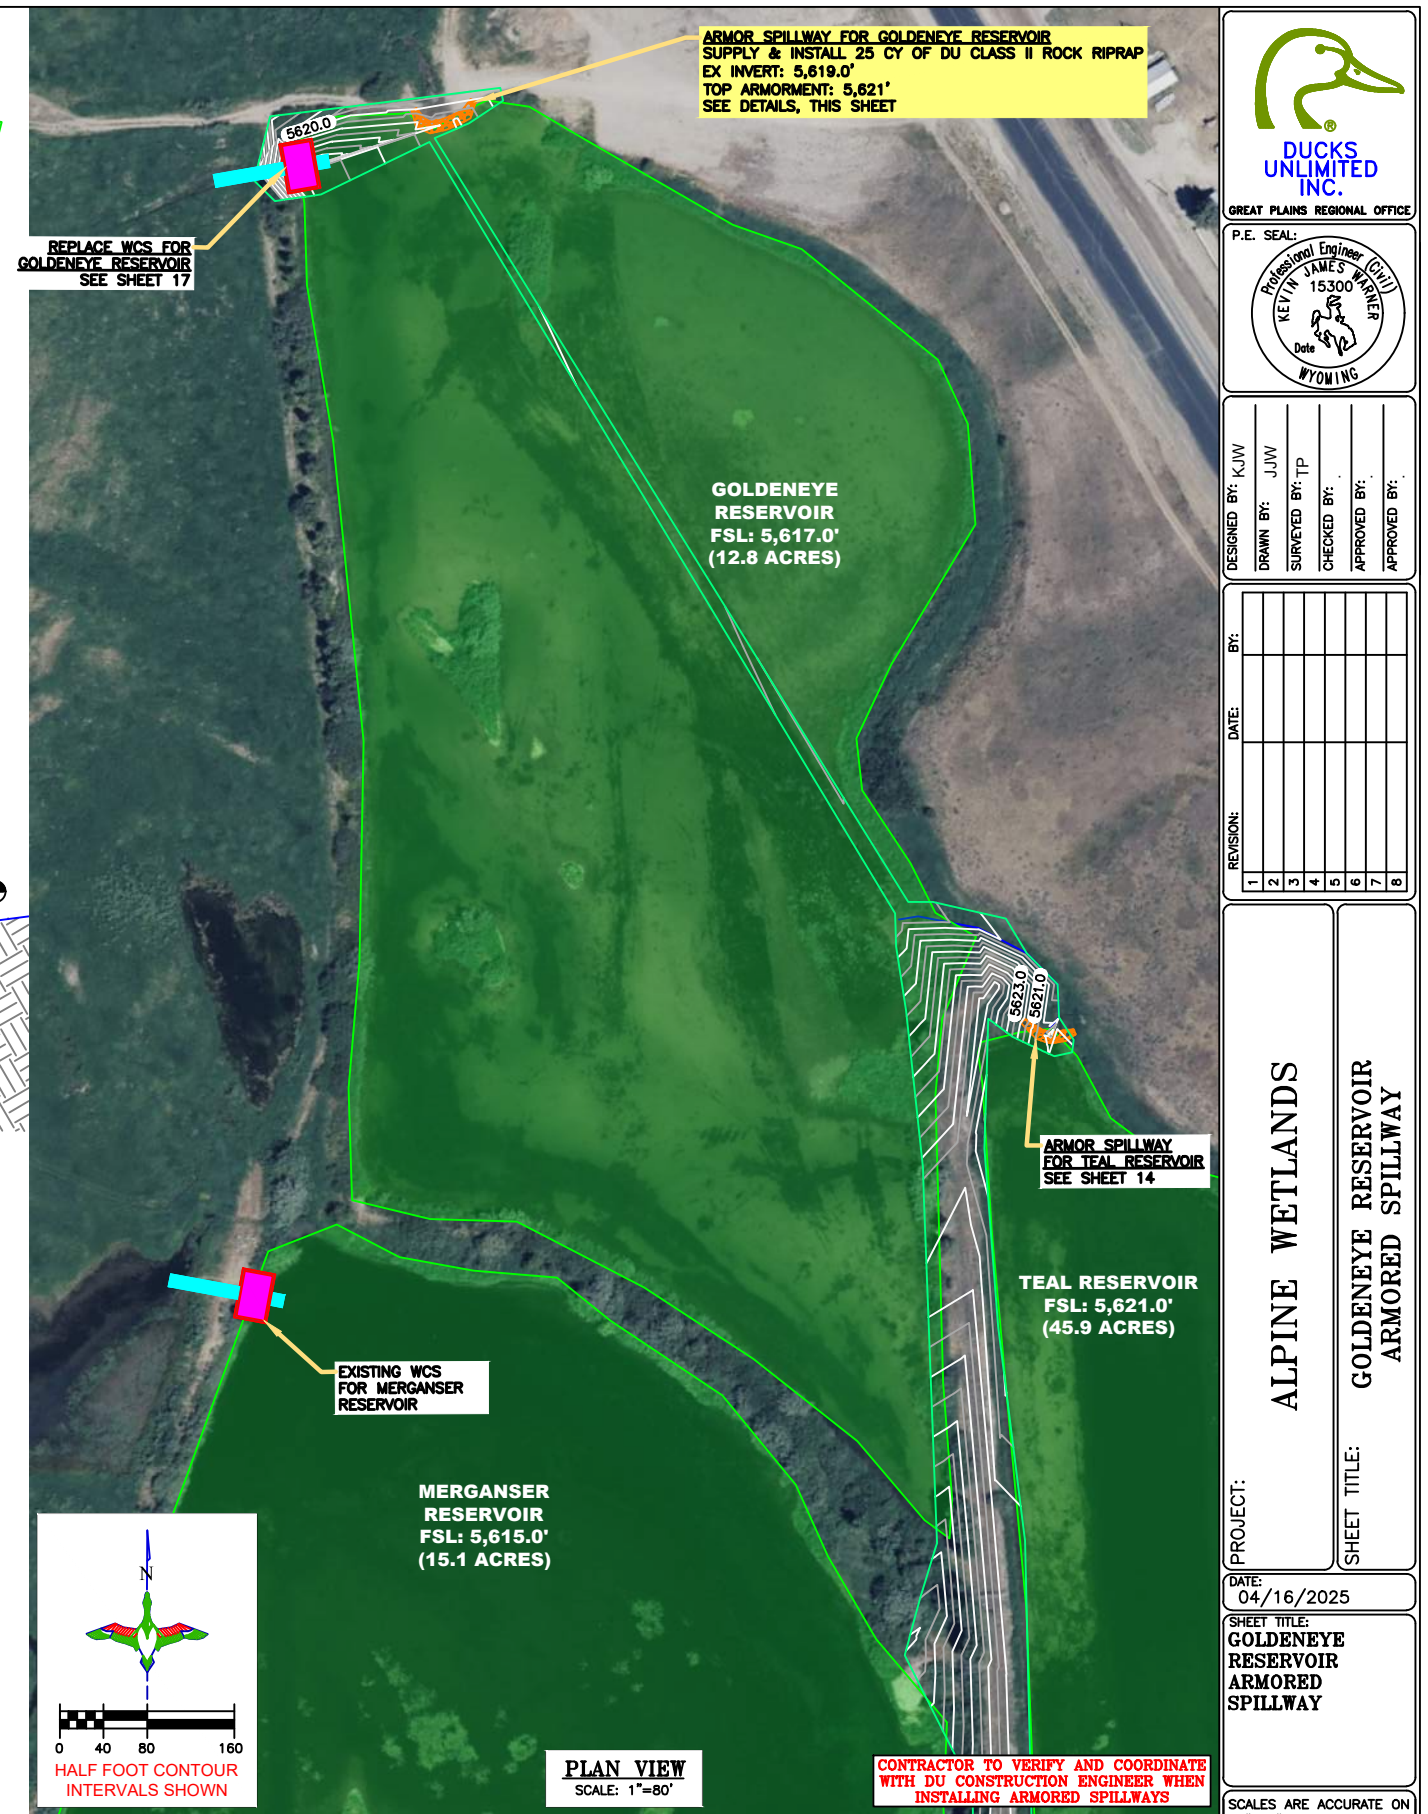 ARMOR SPILLWAY FOR GOLDENEYE RESERVOIR
SUPPLY & INSTALL 25 CY OF DU CLASS II ROCK RIPRAP
EX INVERT: 5,619.0'
TOP ARMORMENT: 5,621'
SEE DETAILS, THIS SHEET
5620.0
REPLACE WCS FOR
GOLDENEYE RESERVOIR
SEE SHEET 17
GOLDENEYE
RESERVOIR
FSL: 5,617.0'
(12.8 ACRES)
5623.0
5621.0
ARMOR SPILLWAY
FOR TEAL RESERVOIR
SEE SHEET 14
TEAL RESERVOIR
FSL: 5,621.0'
(45.9 ACRES)
EXISTING WCS
FOR MERGANSER
RESERVOIR
MERGANSER
RESERVOIR
FSL: 5,615.0'
(15.1 ACRES)
N
0 40 80 160
HALF FOOT CONTOUR
INTERVALS SHOWN
PLAN VIEW
SCALE: 1"=80'
CONTRACTOR TO VERIFY AND COORDINATE
WITH DU CONSTRUCTION ENGINEER WHEN
INSTALLING ARMORED SPILLWAYS
®
DUCKS
UNLIMITED
INC.
GREAT PLAINS REGIONAL OFFICE
P.E. SEAL:
Professional Engineer (Civil)
KEVIN JAMES WARNER
15300
Date
WYOMING
DESIGNED BY: KJW
DRAWN BY: JJW
SURVEYED BY: TP
CHECKED BY: .
APPROVED BY: .
APPROVED BY: .
REVISION: DATE: BY:
1
2
3
4
5
6
7
8
PROJECT:
ALPINE WETLANDS
SHEET TITLE:
GOLDENEYE RESERVOIR
ARMORED SPILLWAY
DATE:
04/16/2025
SHEET TITLE:
GOLDENEYE
RESERVOIR
ARMORED
SPILLWAY
SCALES ARE ACCURATE ON